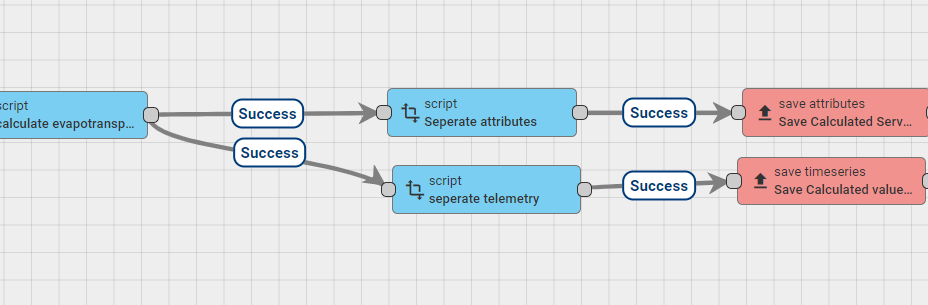 script
calculate evapotransp...
Success
Success
script
Seperate attributes
script
seperate telemetry
Success
Success
save attributes
Save Calculated Serv...
save timeseries
Save Calculated value...